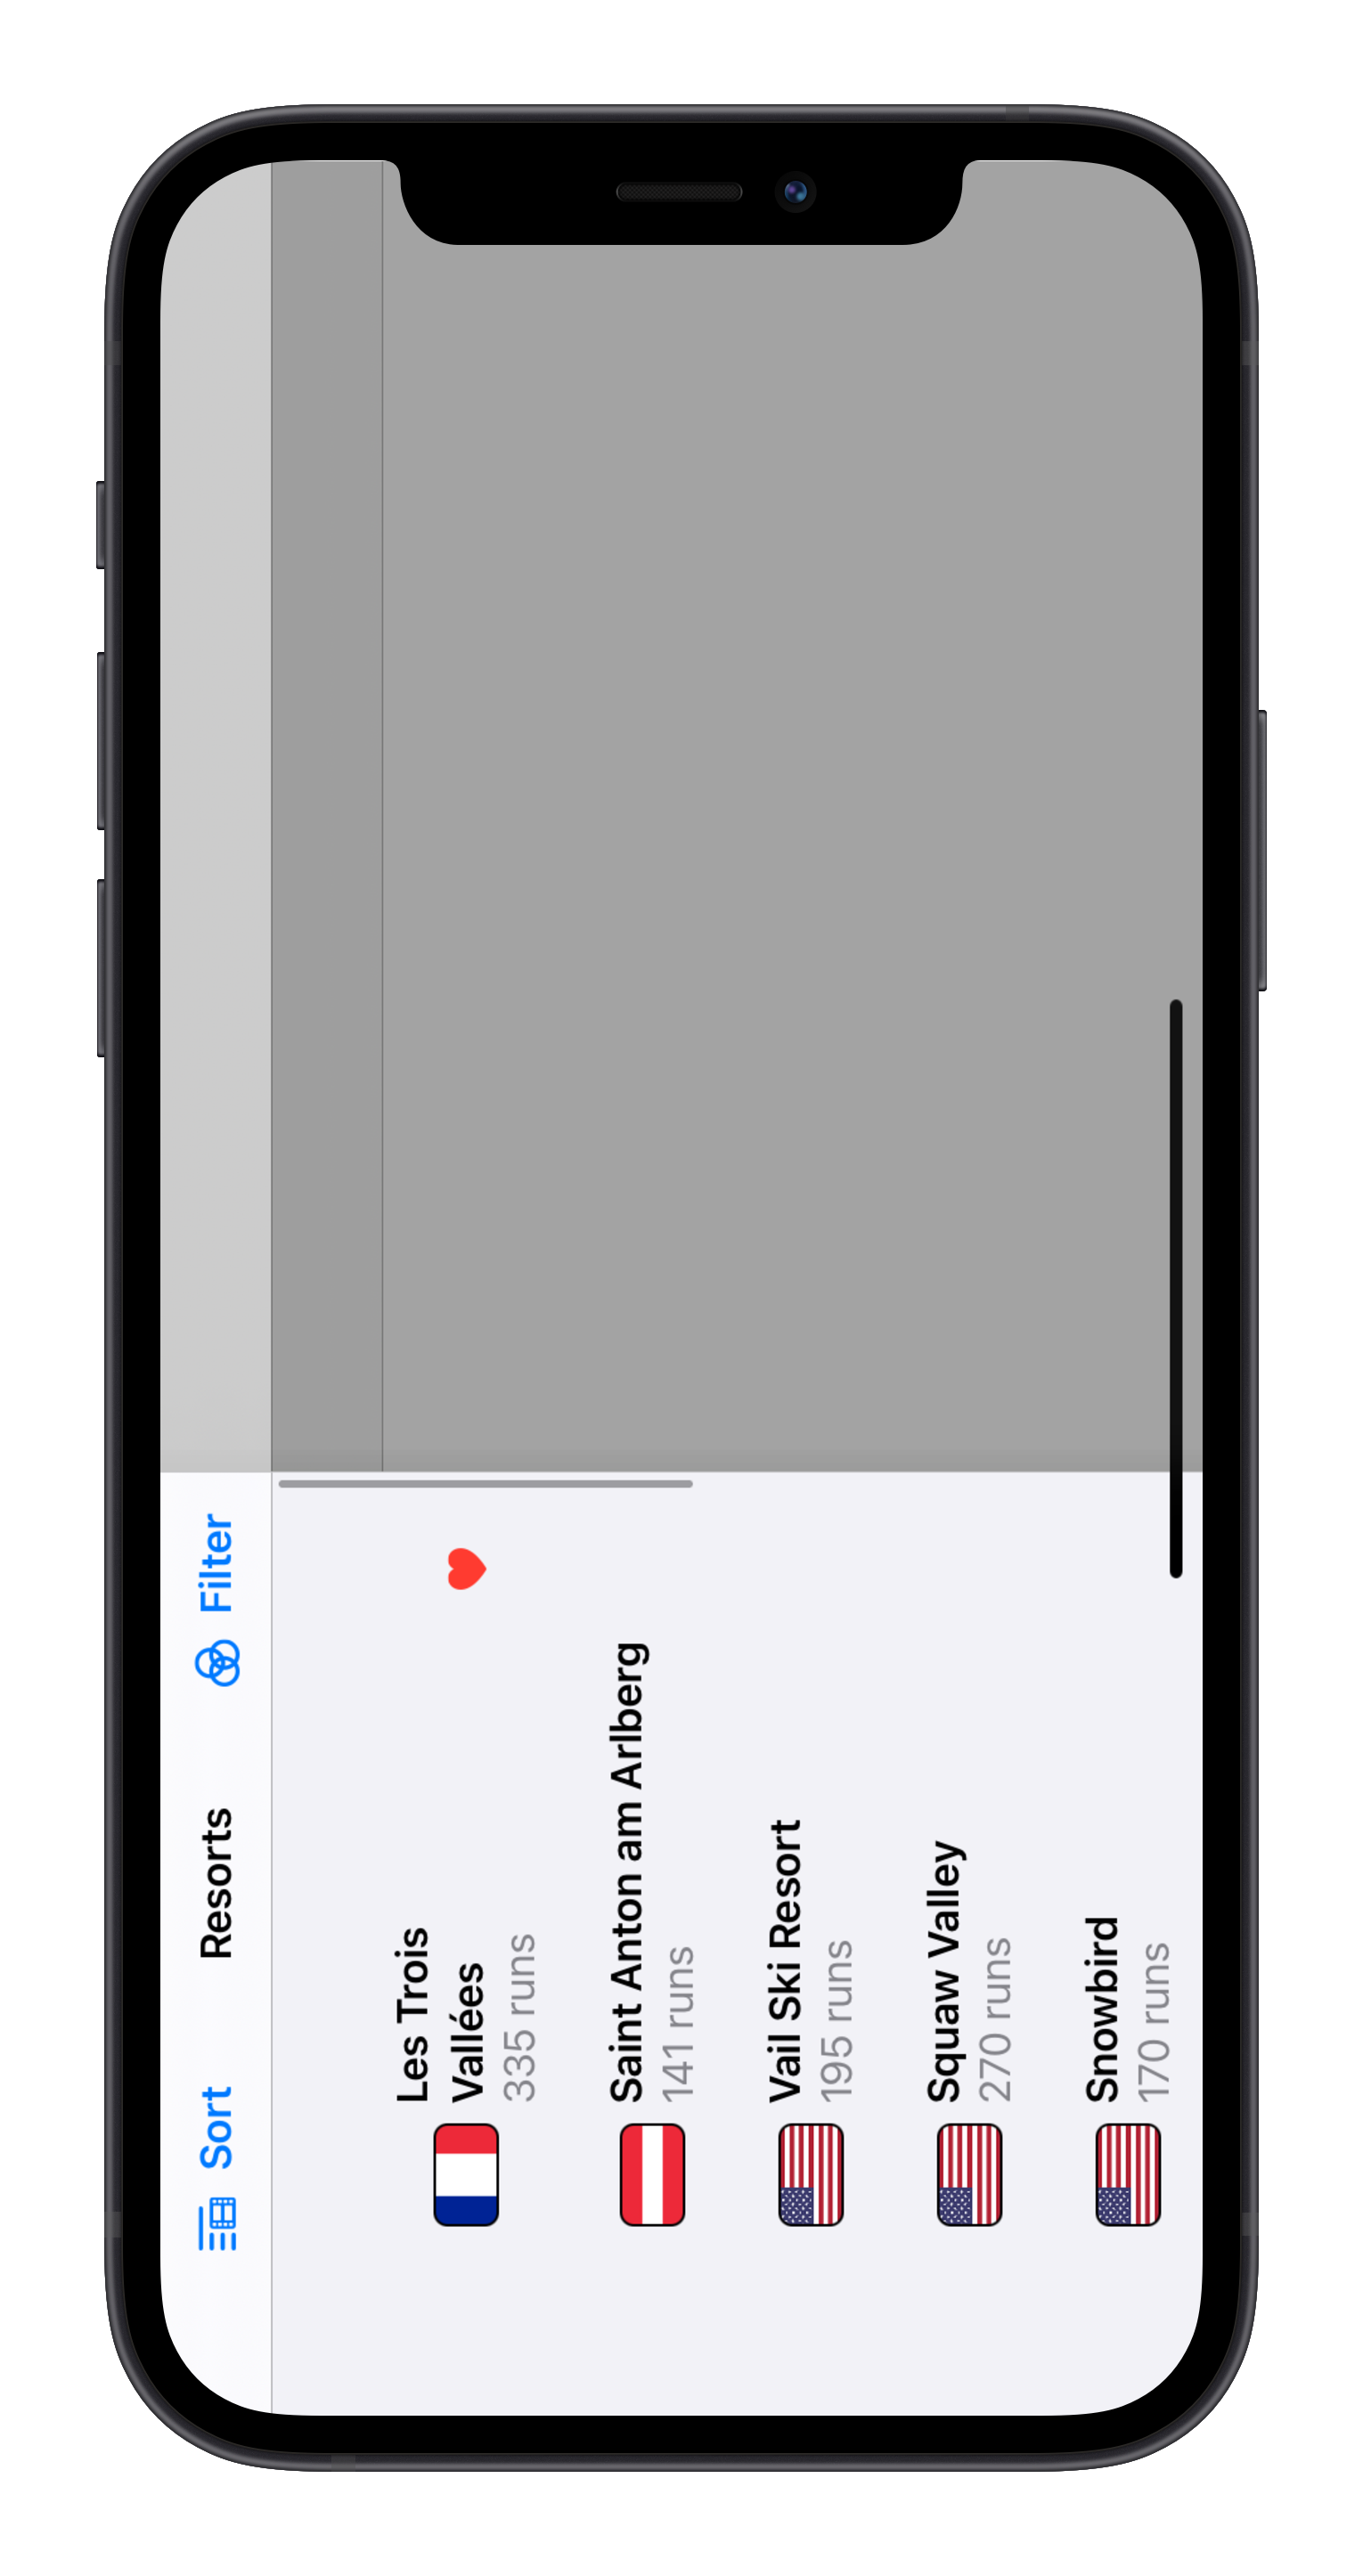 Sort
Resorts
Filter
Les Trois
Vallées
335 runs
Saint Anton am Arlberg
141 runs
Vail Ski Resort
195 runs
Squaw Valley
270 runs
Snowbird
170 runs